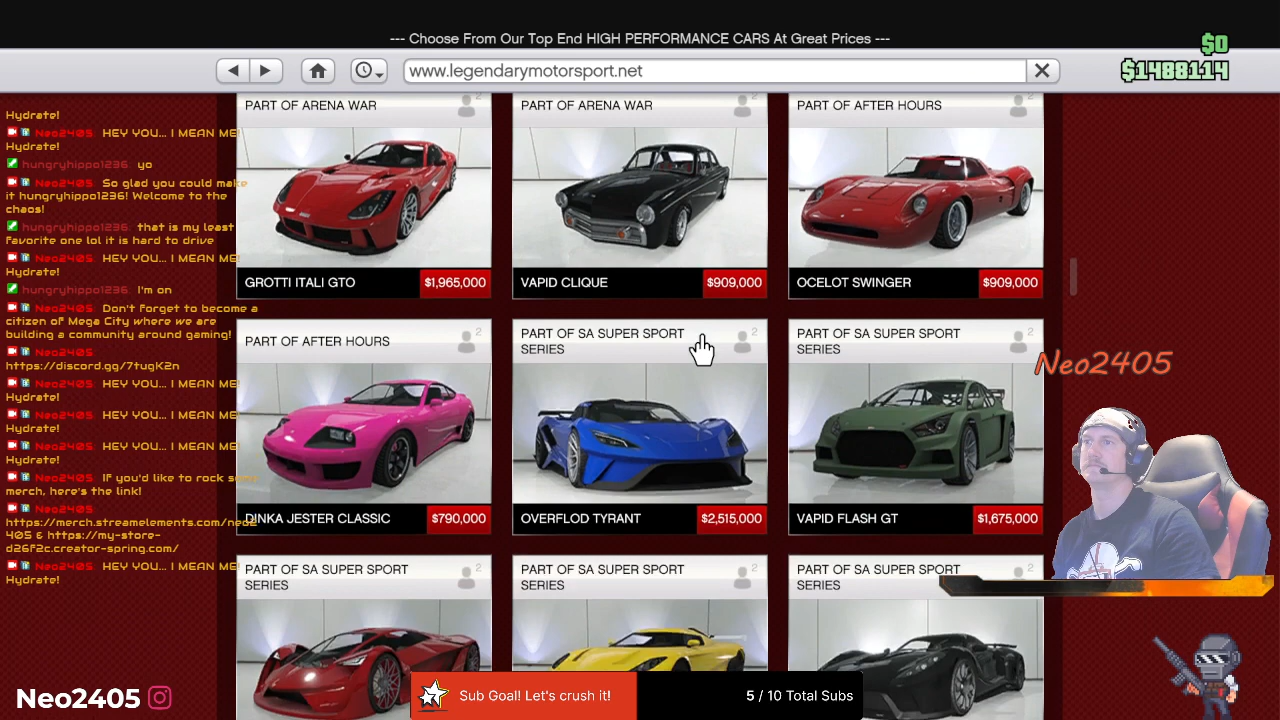 --- Choose From Our Top End HIGH PERFORMANCE CARS At Great Prices ---
$0
www.legendarymotorsport.net
$1488114
Hydrate!
Neo2405: HEY YOU... I MEAN ME!
Hydrate!
hungryhippo1236: yo
Neo2405: So glad you could make
it hungryhippo1236! Welcome to the
chaos!
hungryhippo1236: that is my least
favorite one lol it is hard to drive
Neo2405: HEY YOU... I MEAN ME!
Hydrate!
hungryhippo1236: I'm on
Neo2405: Don't forget to become a
citizen of Mega City where we are
building a community around gaming!
Neo2405:
https://discord.gg/7tugK2n
Neo2405: HEY YOU... I MEAN ME!
Hydrate!
Neo2405: HEY YOU... I MEAN ME!
Hydrate!
Neo2405: HEY YOU... I MEAN ME!
Hydrate!
Neo2405: If you'd like to rock
merch, here's the link!
Neo2405:
https://merch.streamelements.com/neo2
405 & https://my-store-
d26f2c.creator-spring.com/
Neo2405: HEY YOU... I MEAN ME!
Hydrate!
PART OF ARENA WAR
2
GROTTI ITALI GTO
$1,965,000
PART OF ARENA WAR
2
VAPID CLIQUE
$909,000
PART OF AFTER HOURS
2
OCELOT SWINGER
$909,000
PART OF AFTER HOURS
2
DINKA JESTER CLASSIC
$790,000
PART OF SA SUPER SPORT
SERIES
2
OVERFLOD TYRANT
$2,515,000
PART OF SA SUPER SPORT
SERIES
2
VAPID FLASH GT
$1,675,000
PART OF SA SUPER SPORT
SERIES
2
PART OF SA SUPER SPORT
SERIES
2
PART OF SA SUPER SPORT
SERIES
2
Neo2405
Neo2405
Sub Goal! Let's crush it!
5 / 10 Total Subs